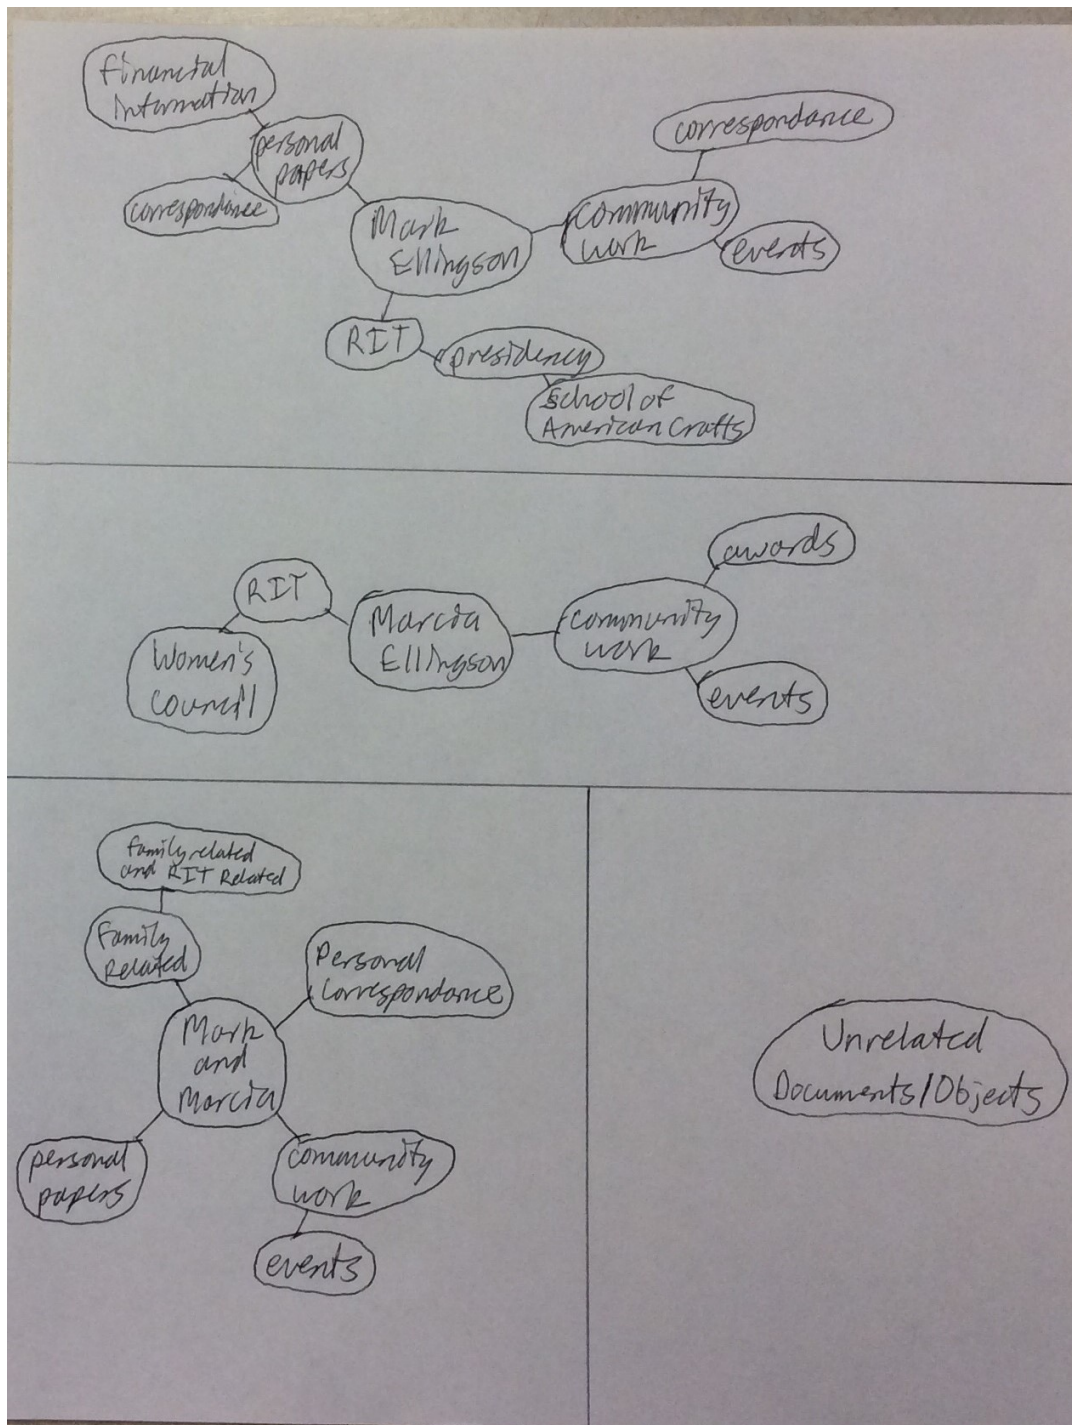 financial
information
personal
papers
correspondance
Mark
Ellingson
community
work
correspondance
events
RIT
presidency
School of
American Crafts
RIT
Women's
Council
Marcia
Ellingson
community
work
awards
events
family related
and RIT Related
Family
Related
Personal
Correspondance
Mark
and
Marcia
personal
papers
community
work
events
Unrelated
Documents/Objects